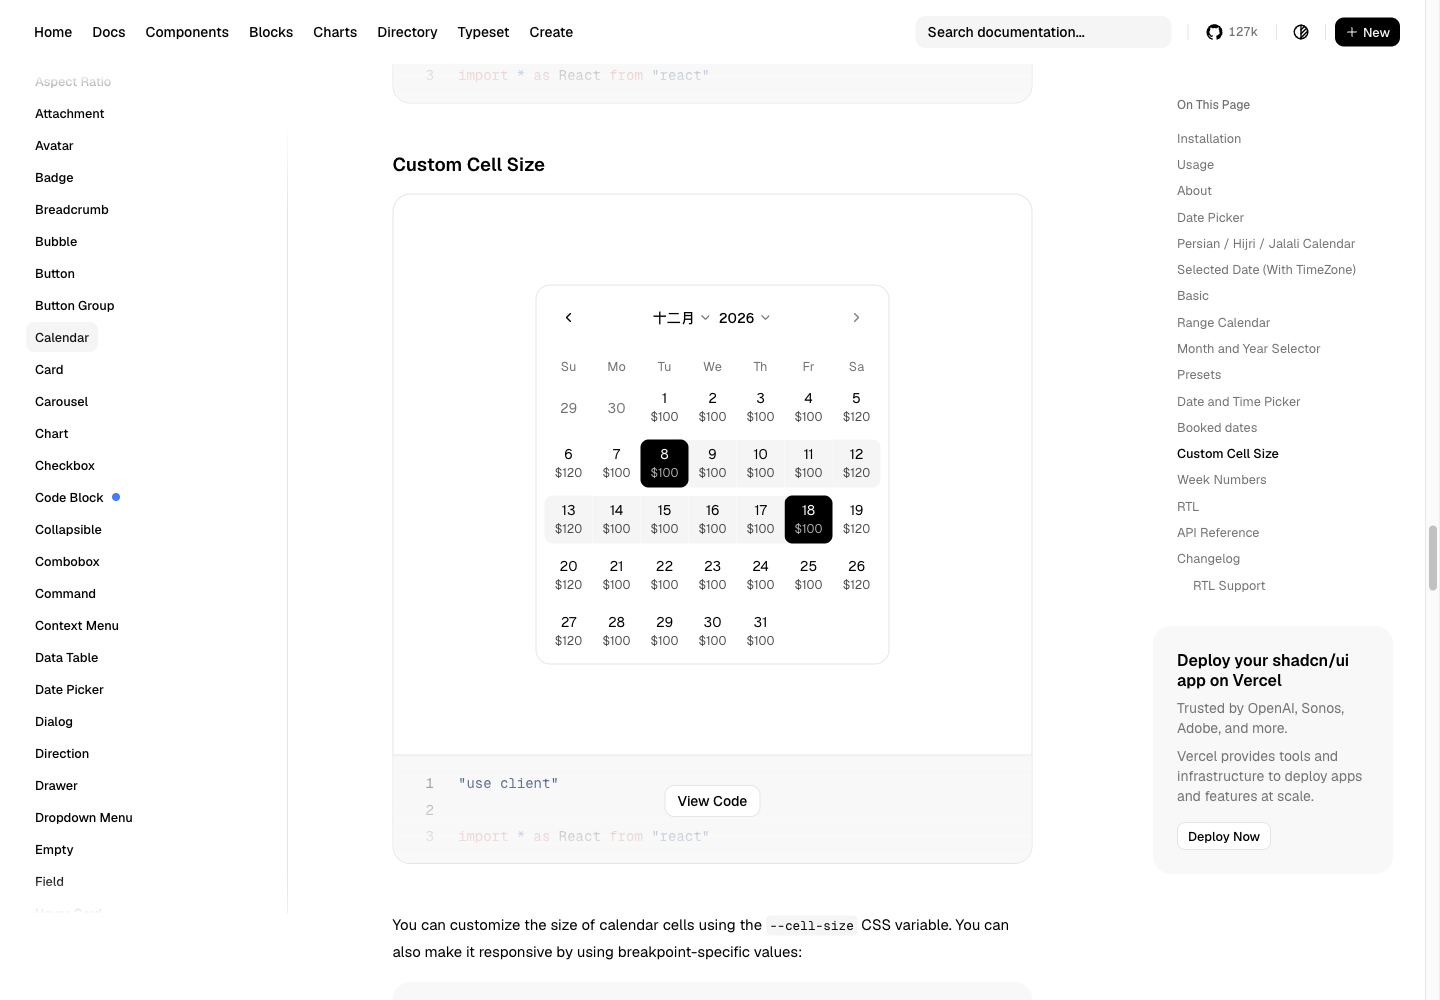 Home Docs Components Blocks Charts Directory Typeset Create
Search documentation...
127k
New
Aspect Ratio
Attachment
Avatar
Badge
Breadcrumb
Bubble
Button
Button Group
Calendar
Card
Carousel
Chart
Checkbox
Code Block
Collapsible
Combobox
Command
Context Menu
Data Table
Date Picker
Dialog
Direction
Drawer
Dropdown Menu
Empty
Field
3 import * as React from "react"
Custom Cell Size
十二月 2026
Su Mo Tu We Th Fr Sa
29 30 1 2 3 4 5
$100 $100 $100 $100 $120
6 7 8 9 10 11 12
$120 $100 $100 $100 $100 $100 $120
13 14 15 16 17 18 19
$120 $100 $100 $100 $100 $100 $120
20 21 22 23 24 25 26
$120 $100 $100 $100 $100 $100 $120
27 28 29 30 31
$120 $100 $100 $100 $100
1 "use client"
2
View Code
3 import * as React from "react"
You can customize the size of calendar cells using the --cell-size CSS variable. You can
also make it responsive by using breakpoint-specific values:
On This Page
Installation
Usage
About
Date Picker
Persian / Hijri / Jalali Calendar
Selected Date (With TimeZone)
Basic
Range Calendar
Month and Year Selector
Presets
Date and Time Picker
Booked dates
Custom Cell Size
Week Numbers
RTL
API Reference
Changelog
RTL Support
Deploy your shadcn/ui
app on Vercel
Trusted by OpenAI, Sonos,
Adobe, and more.
Vercel provides tools and
infrastructure to deploy apps
and features at scale.
Deploy Now